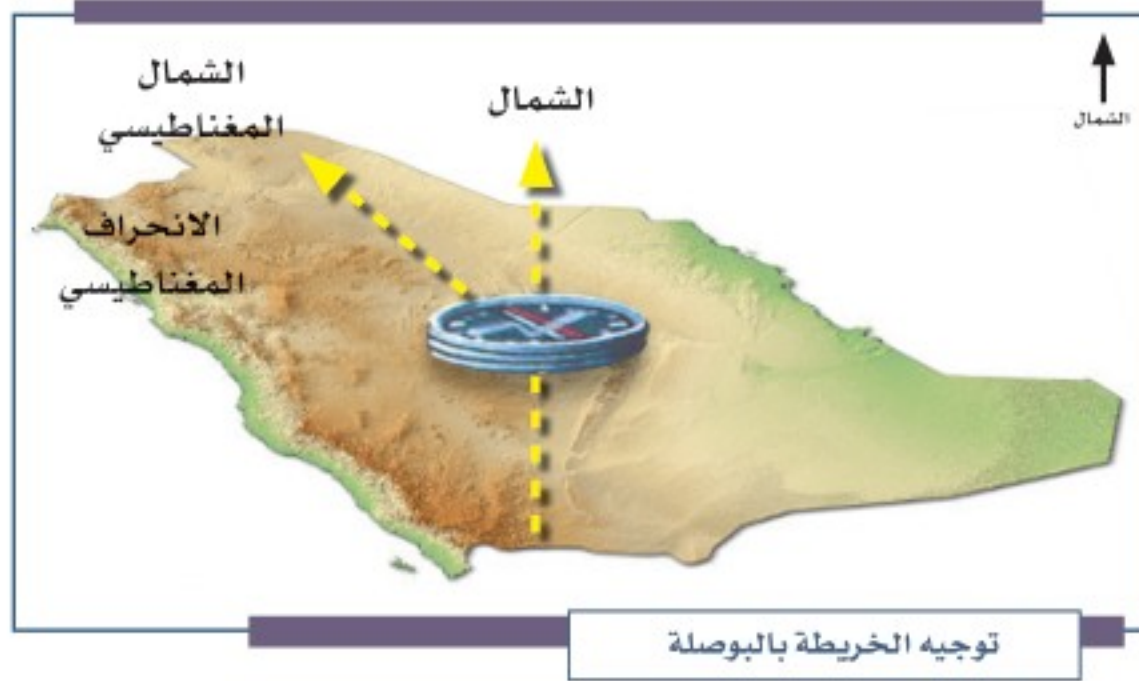 الشمال
الشمال
المغناطيسي
الشمال
الانحراف
المغناطيسي
توجيه الخريطة بالبوصلة